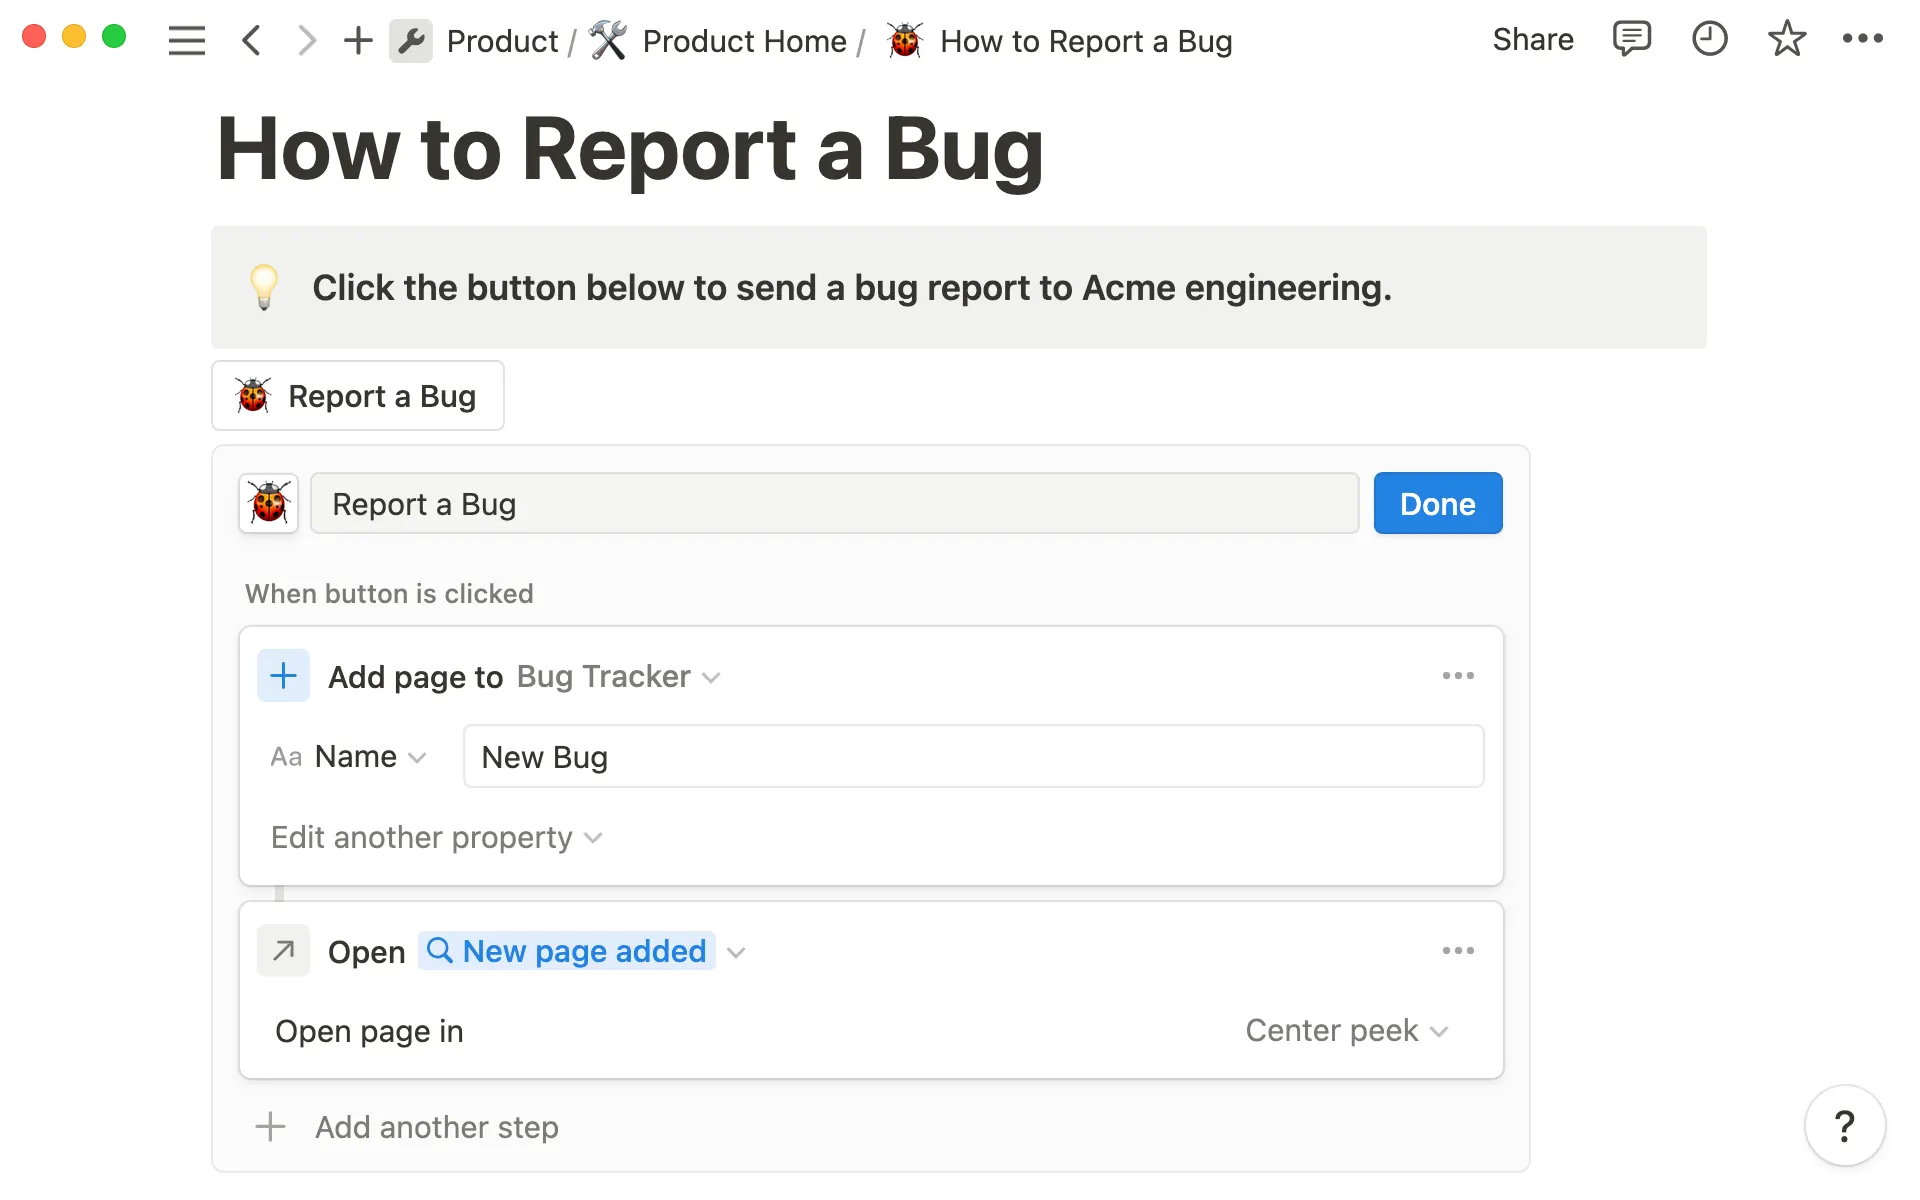 Product / Product Home / How to Report a Bug Share
How to Report a Bug
Click the button below to send a bug report to Acme engineering.
Report a Bug
Report a Bug Done
When button is clicked
Add page to Bug Tracker
Aa Name New Bug
Edit another property
Open New page added
Open page in Center peek
Add another step
?